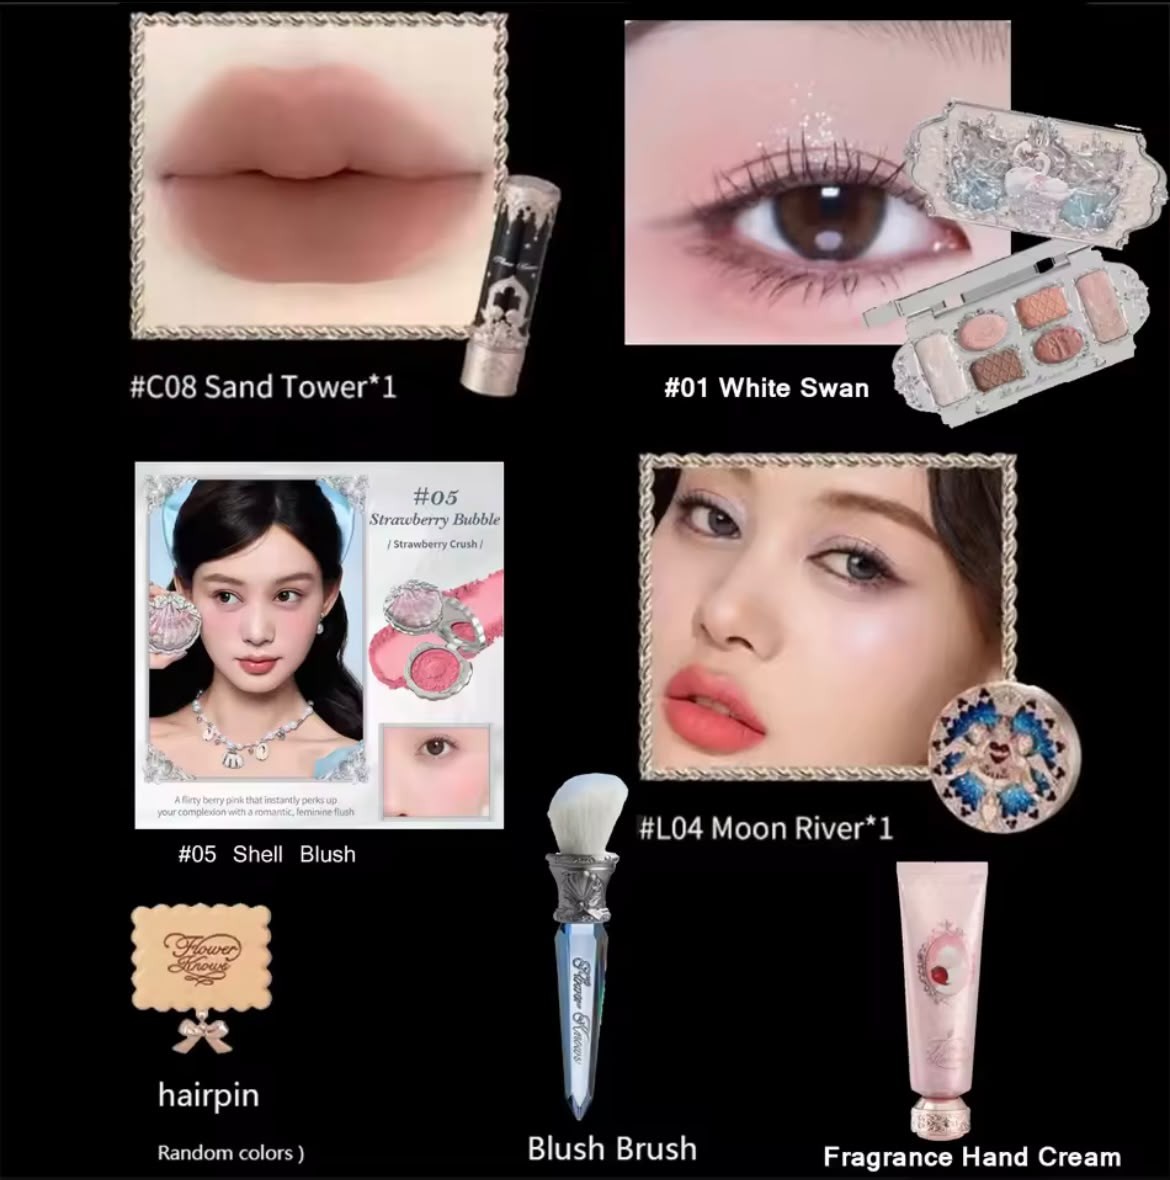 #C08 Sand Tower*1
#01 White Swan
#05
Strawberry Bubble
/ Strawberry Crush /
A flirty berry pink that instantly perks up
your complexion with a romantic, feminine flush
#05 Shell Blush
#L04 Moon River*1
Flower
Knows
Flower Knows
hairpin
Random colors )
Blush Brush
Fragrance Hand Cream